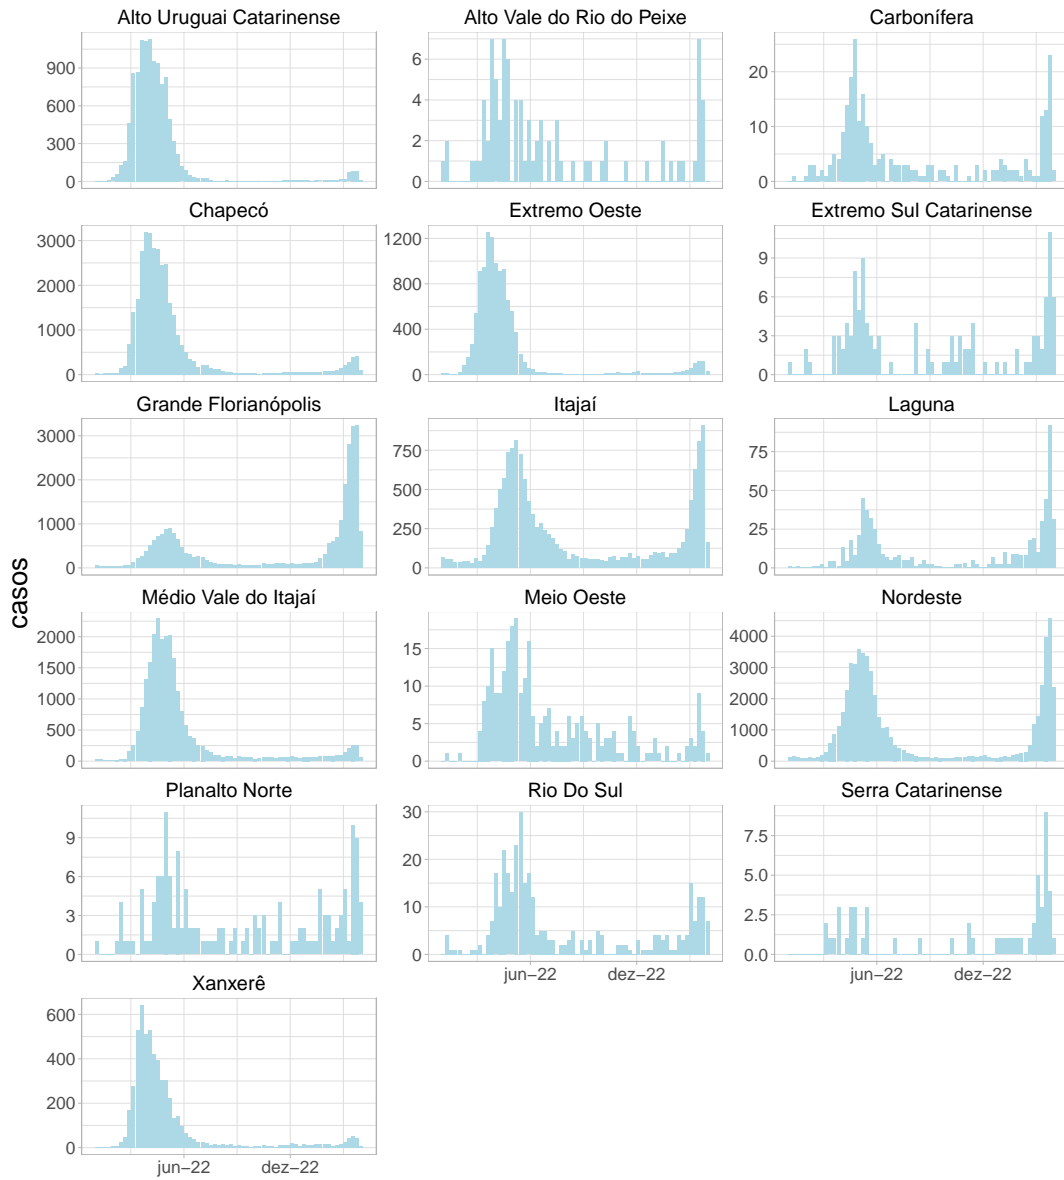 Alto Uruguai Catarinense
Alto Vale do Rio do Peixe
Carbonífera
900
600
300
0
6
4
2
0
20
10
0
Chapecó
Extremo Oeste
Extremo Sul Catarinense
3000
2000
1000
0
1200
800
400
0
9
6
3
0
Grande Florianópolis
Itajaí
Laguna
3000
2000
1000
0
750
500
250
0
75
50
25
0
casos
Médio Vale do Itajaí
Meio Oeste
Nordeste
2000
1500
1000
500
0
15
10
5
0
4000
3000
2000
1000
0
Planalto Norte
Rio Do Sul
Serra Catarinense
9
6
3
0
30
20
10
0
7.5
5.0
2.5
0.0
jun−22
dez−22
jun−22
dez−22
Xanxerê
600
400
200
0
jun−22
dez−22